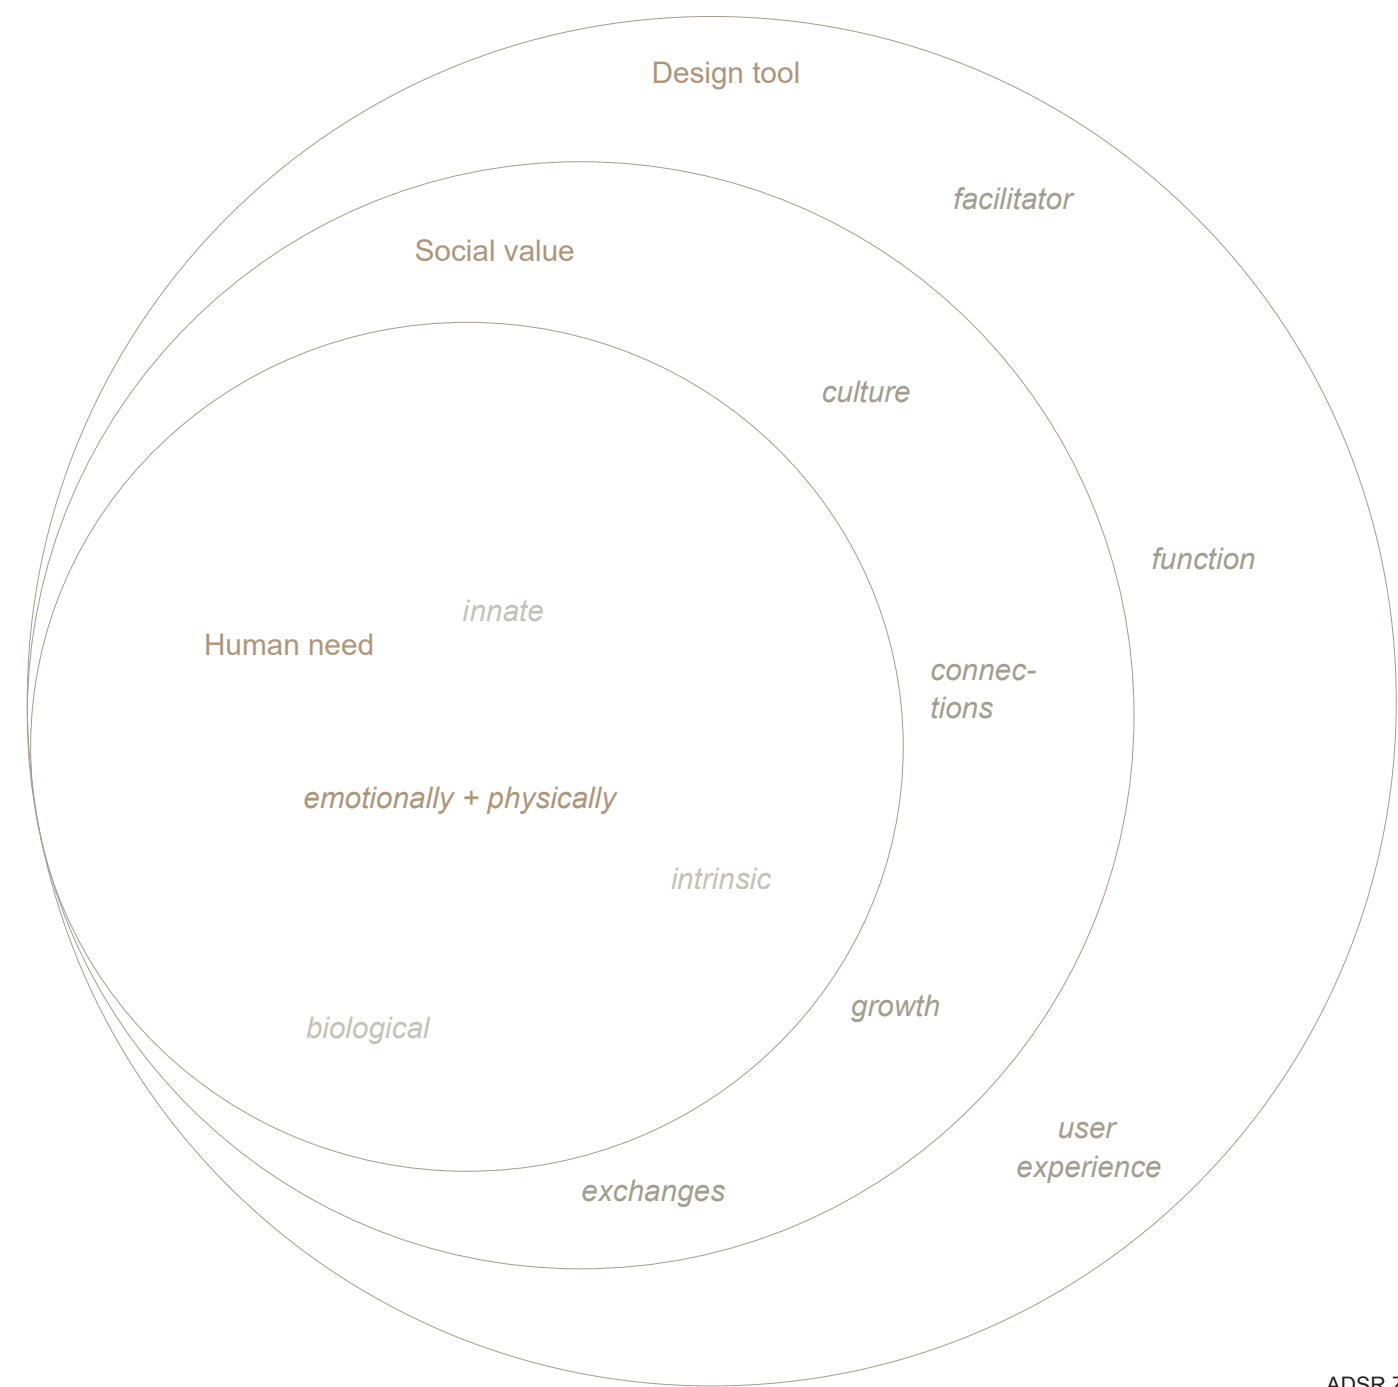 Design tool
facilitator
Social value
culture
function
innate
Human need
connec-
tions
emotionally + physically
intrinsic
growth
biological
user
experience
exchanges
ADSR